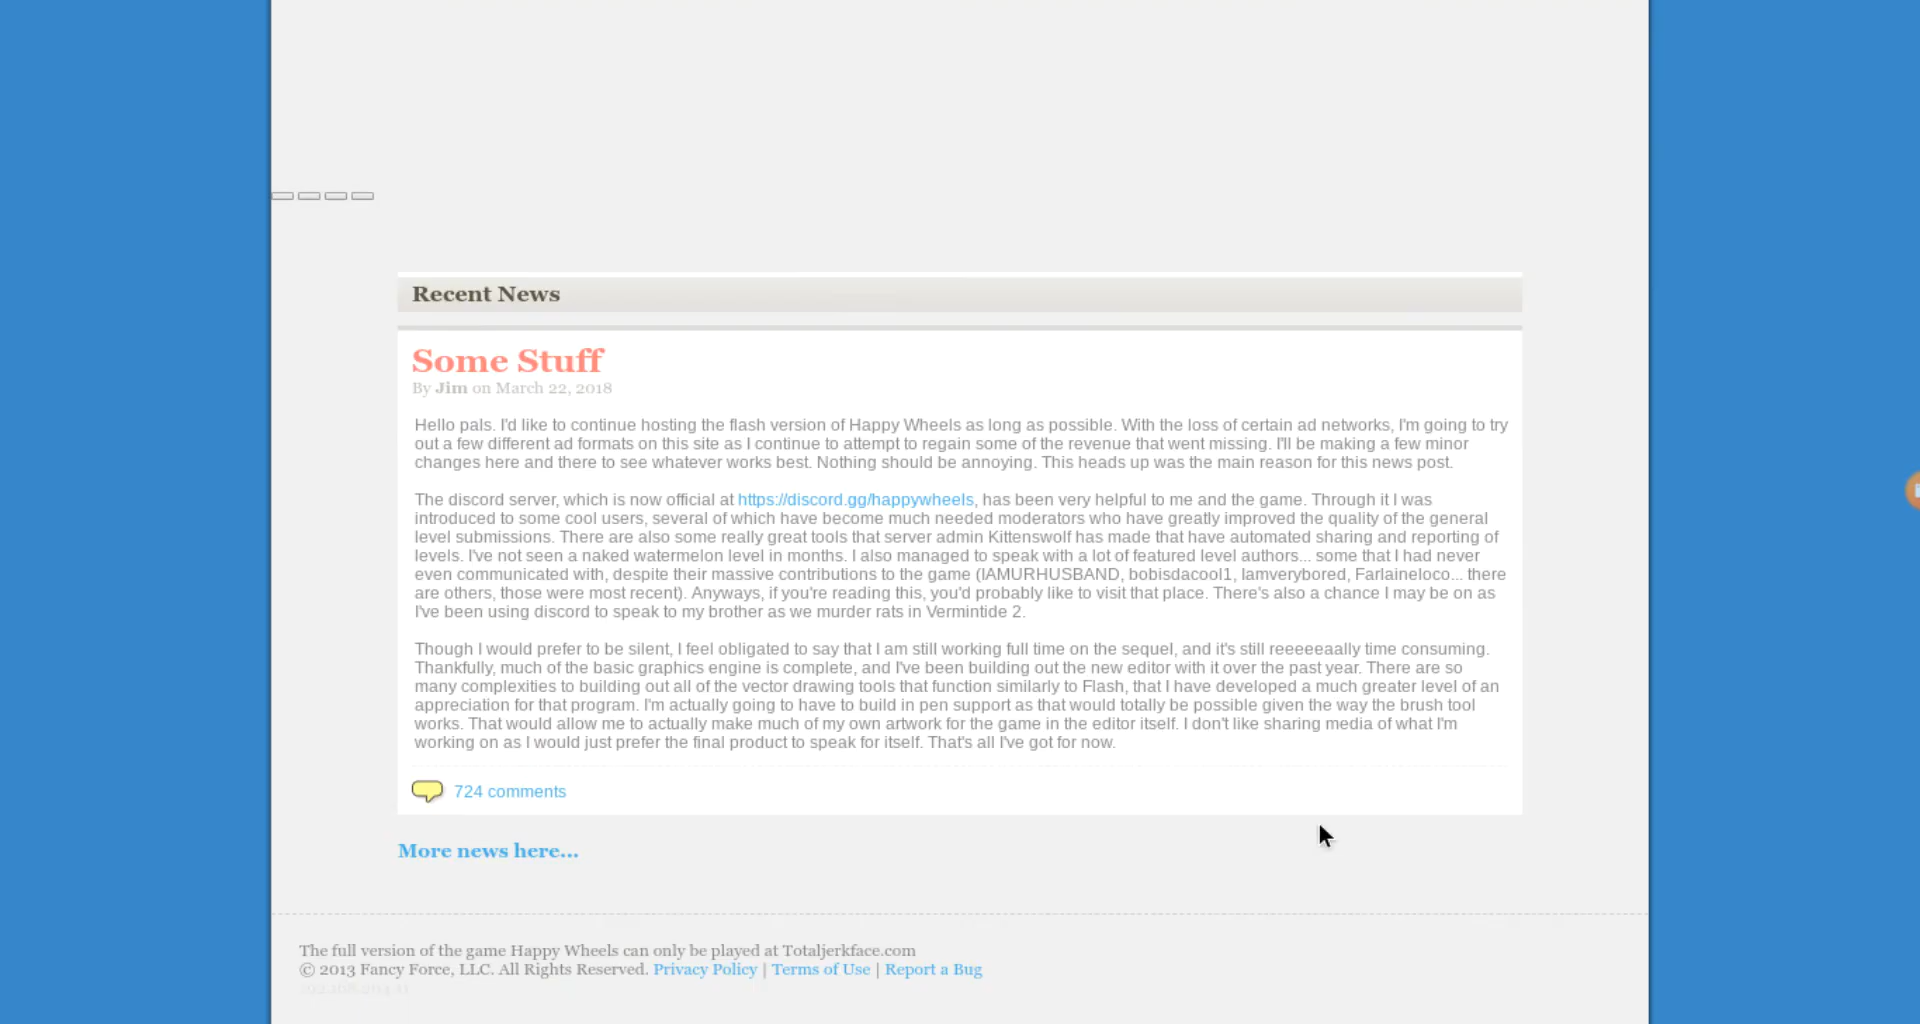 Recent News
Some Stuff
By Jim on March 22, 2018
Hello pals. I'd like to continue hosting the flash version of Happy Wheels as long as possible. With the loss of certain ad networks, I'm going to try
out a few different ad formats on this site as I continue to attempt to regain some of the revenue that went missing. I'll be making a few minor
changes here and there to see whatever works best. Nothing should be annoying. This heads up was the main reason for this news post.
The discord server, which is now official at https://discord.gg/happywheels, has been very helpful to me and the game. Through it I was
introduced to some cool users, several of which have become much needed moderators who have greatly improved the quality of the general
level submissions. There are also some really great tools that server admin Kittenswolf has made that have automated sharing and reporting of
levels. I've not seen a naked watermelon level in months. I also managed to speak with a lot of featured level authors... some that I had never
even communicated with, despite their massive contributions to the game (IAMURHUSBAND, bobisdacool1, Iamverybored, Farlaineloco... there
are others, those were most recent). Anyways, if you're reading this, you'd probably like to visit that place. There's also a chance I may be on as
I've been using discord to speak to my brother as we murder rats in Vermintide 2.
Though I would prefer to be silent, I feel obligated to say that I am still working full time on the sequel, and it's still reeeeeaally time consuming.
Thankfully, much of the basic graphics engine is complete, and I've been building out the new editor with it over the past year. There are so
many complexities to building out all of the vector drawing tools that function similarly to Flash, that I have developed a much greater level of an
appreciation for that program. I'm actually going to have to build in pen support as that would totally be possible given the way the brush tool
works. That would allow me to actually make much of my own artwork for the game in the editor itself. I don't like sharing media of what I'm
working on as I would just prefer the final product to speak for itself. That's all I've got for now.
724 comments
More news here...
The full version of the game Happy Wheels can only be played at Totaljerkface.com
© 2013 Fancy Force, LLC. All Rights Reserved. Privacy Policy | Terms of Use | Report a Bug